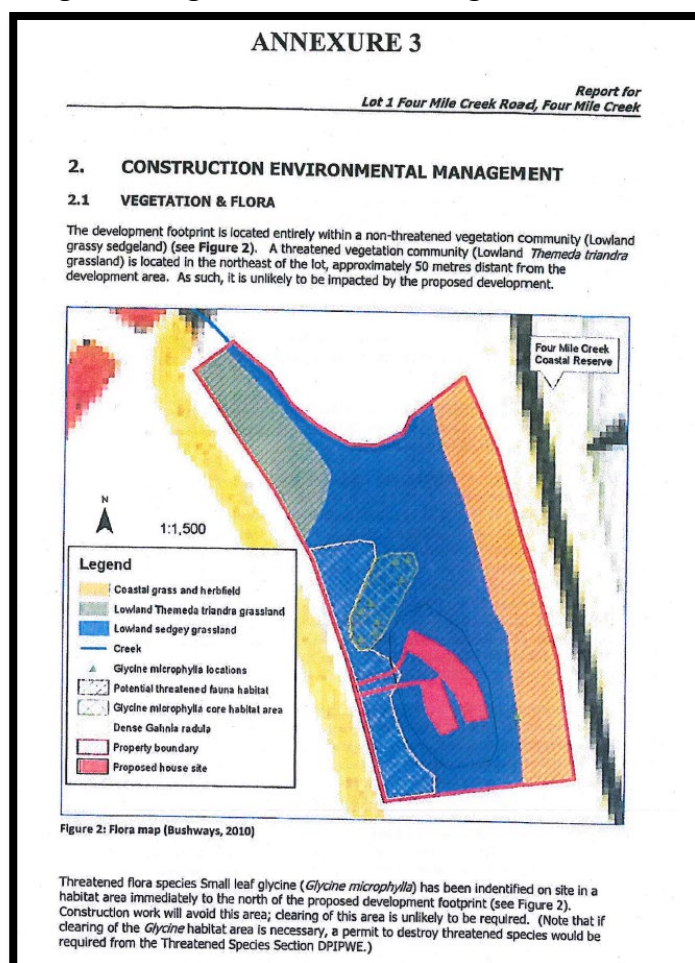 ANNEXURE 3
Report for
Lot 1 Four Mile Creek Road, Four Mile Creek
2. CONSTRUCTION ENVIRONMENTAL MANAGEMENT
2.1 VEGETATION & FLORA
The development footprint is located entirely within a non-threatened vegetation community (Lowland
grassy sedgeland) (see Figure 2). A threatened vegetation community (Lowland Themeda triandra
grassland) is located in the northeast of the lot, approximately 50 metres distant from the
development area. As such, it is unlikely to be impacted by the proposed development.
Four Mile Creek
Coastal Reserve
N
1:1,500
Legend
Coastal grass and herbfield
Lowland Themeda triandra grassland
Lowland sedgey grassland
Creek
Glycine microphylla locations
Potential threatened fauna habitat
Glycine microphylla core habitat area
Dense Gahnia radula
Property boundary
Proposed house site
Figure 2: Flora map (Bushways, 2010)
Threatened flora species Small leaf glycine (Glycine microphylla) has been indentified on site in a
habitat area immediately to the north of the proposed development footprint (see Figure 2).
Construction work will avoid this area; clearing of this area is unlikely to be required. (Note that if
clearing of the Glycine habitat area is necessary, a permit to destroy threatened species would be
required from the Threatened Species Section DPIPWE.)